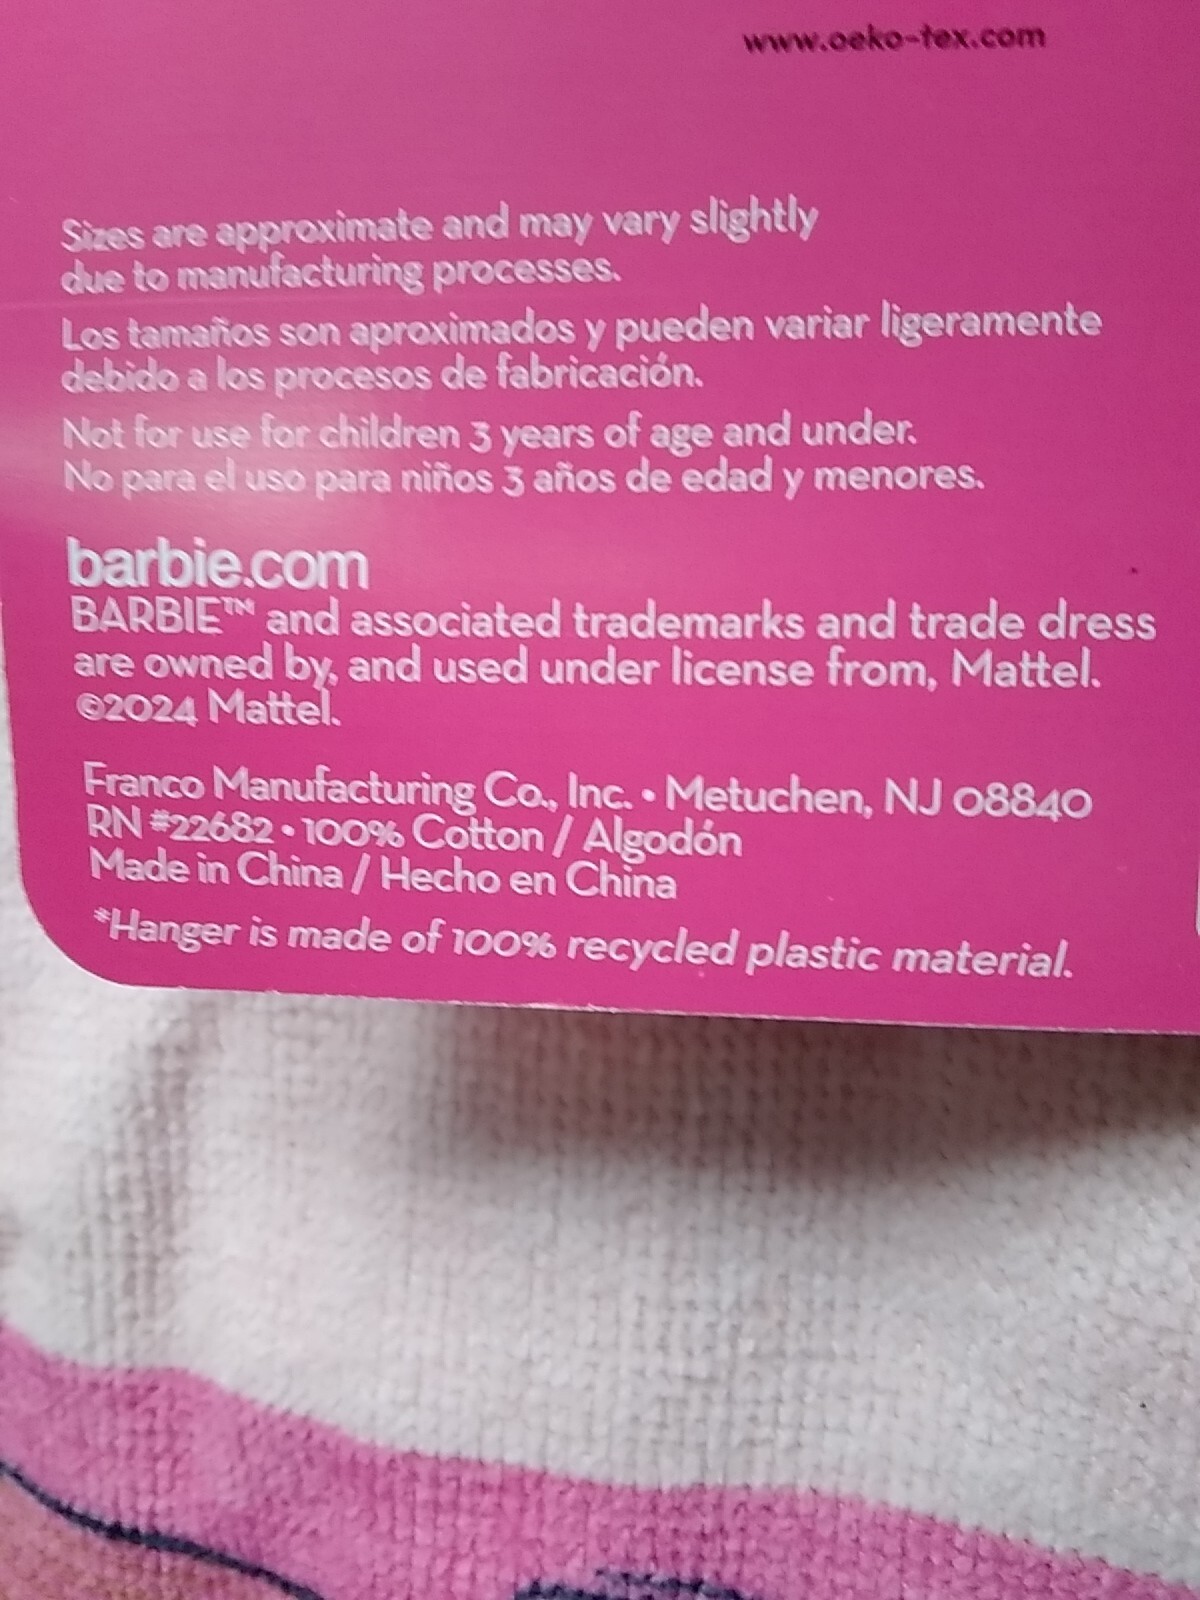 www.oeko-tex.com
Sizes are approximate and may vary slightly
due to manufacturing processes.
Los tamaños son aproximados y pueden variar ligeramente
debido a los procesos de fabricación.
Not for use for children 3 years of age and under.
No para el uso para niños 3 años de edad y menores.
barbie.com
BARBIE™ and associated trademarks and trade dress
are owned by, and used under license from, Mattel.
©2024 Mattel.
Franco Manufacturing Co., Inc. • Metuchen, NJ 08840
RN #22682 • 100% Cotton / Algodón
Made in China / Hecho en China
*Hanger is made of 100% recycled plastic material.